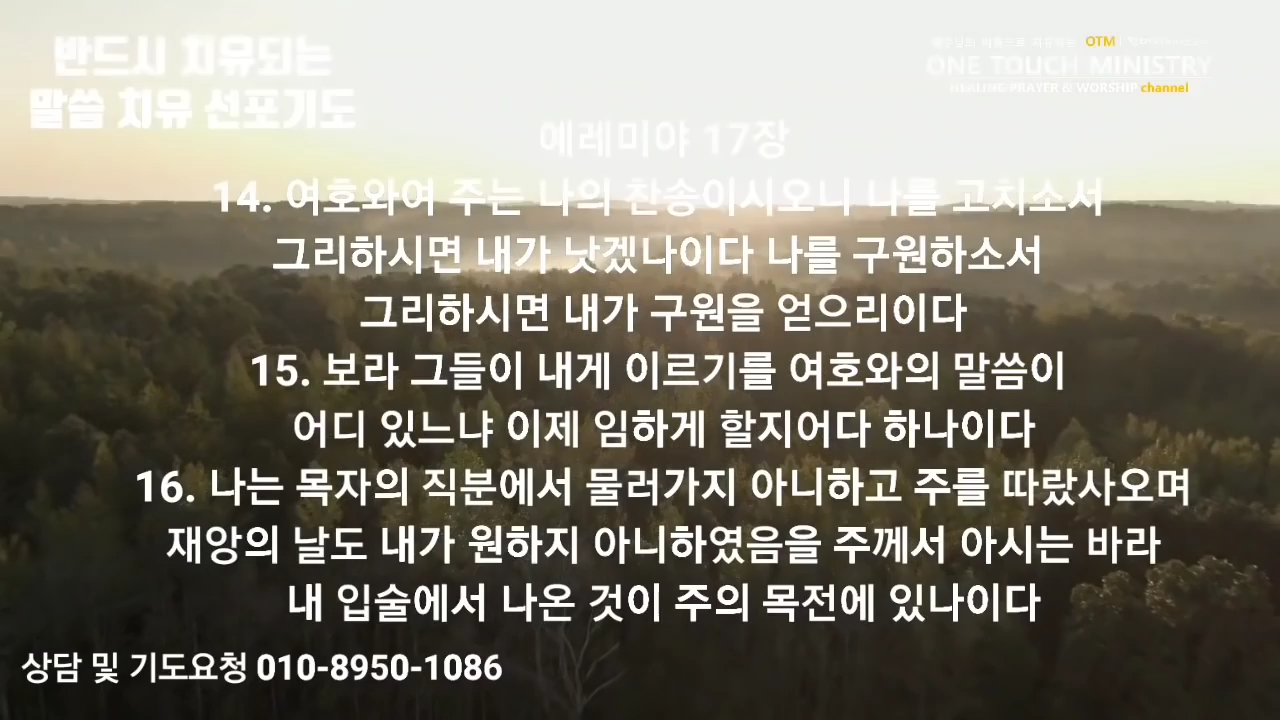 반드시 치유되는
말씀 치유 선포기도
OTM
ONE TOUCH MINISTRY
HEALING PRAYER & WORSHIP channel
예레미야 17장
14. 여호와여 주는 나의 찬송이시오니 나를 고치소서
그리하시면 내가 낫겠나이다 나를 구원하소서
그리하시면 내가 구원을 얻으리이다
15. 보라 그들이 내게 이르기를 여호와의 말씀이
어디 있느냐 이제 임하게 할지어다 하나이다
16. 나는 목자의 직분에서 물러가지 아니하고 주를 따랐사오며
재앙의 날도 내가 원하지 아니하였음을 주께서 아시는 바라
내 입술에서 나온 것이 주의 목전에 있나이다
상담 및 기도요청 010-8950-1086